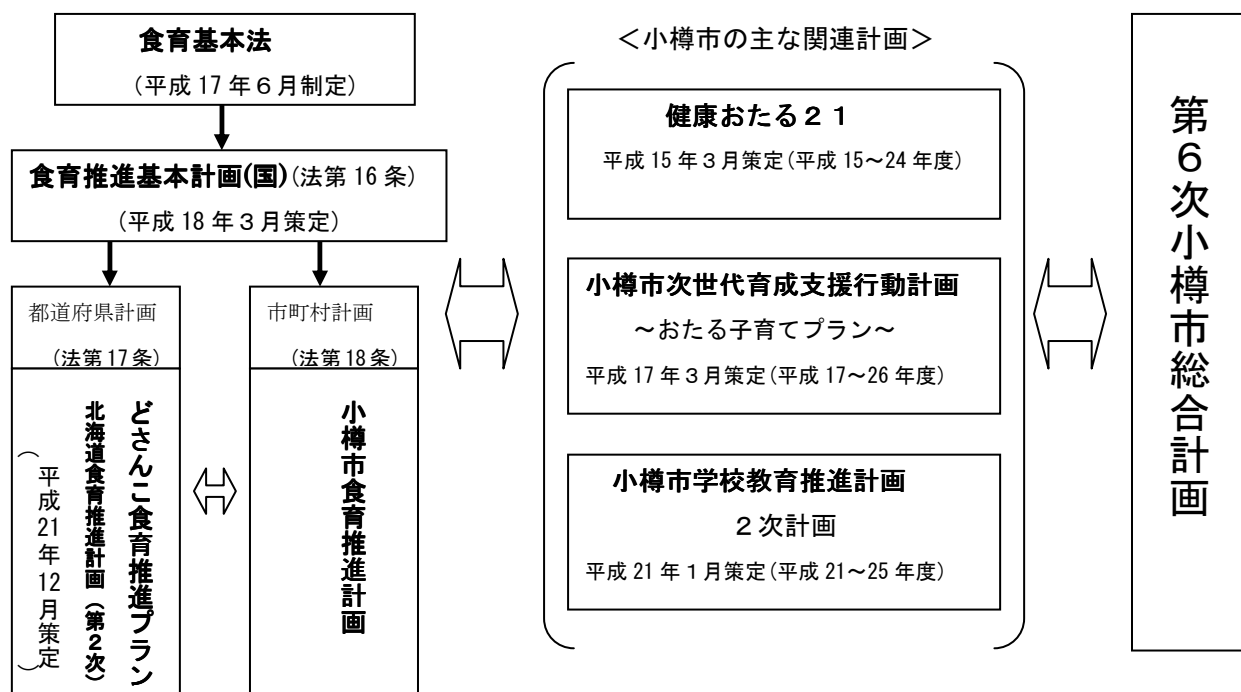 食育基本法
(平成17年6月制定)
食育推進基本計画(国)(法第16条)
(平成18年3月策定)
都道府県計画
(法第17条)
どさんこ食育推進プラン
北海道食育推進計画(第2次)
(平成21年12月策定)
市町村計画
(法第18条)
小樽市食育推進計画
＜小樽市の主な関連計画＞
健康おたる２１
平成15年3月策定(平成15～24年度)
小樽市次世代育成支援行動計画
～おたる子育てプラン～
平成17年3月策定(平成17～26年度)
小樽市学校教育推進計画
２次計画
平成21年1月策定(平成21～25年度)
第６次小樽市総合計画